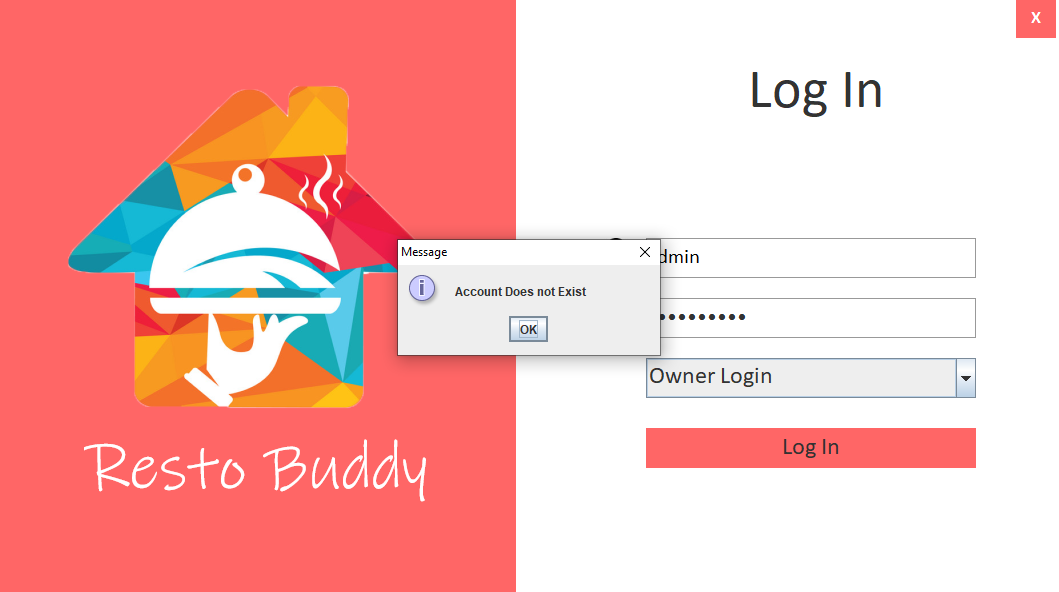 X
Log In
Message
dmin
Account Does not Exist
OK
Owner Login
Log In
Resto Buddy